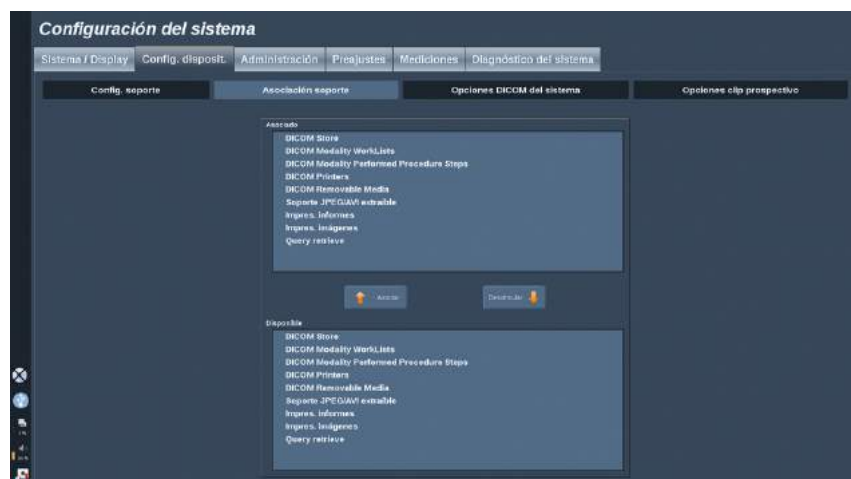 Configuración del sistema
Sistema / Display Config. disposit. Administración Preajustes Mediciones Diagnóstico del sistema
Config. soporte Asociación soporte Opciones DICOM del sistema Opciones clip prospectivo
Asociado
DICOM Store
DICOM Modality WorkLists
DICOM Modality Performed Procedure Steps
DICOM Printers
DICOM Removable Media
Soporte JPEG/AVI extraíble
Impres. informes
Impres. imágenes
Query retrieve
Disponible
DICOM Store
DICOM Modality WorkLists
DICOM Modality Performed Procedure Steps
DICOM Printers
DICOM Removable Media
Soporte JPEG/AVI extraíble
Impres. informes
Impres. imágenes
Query retrieve